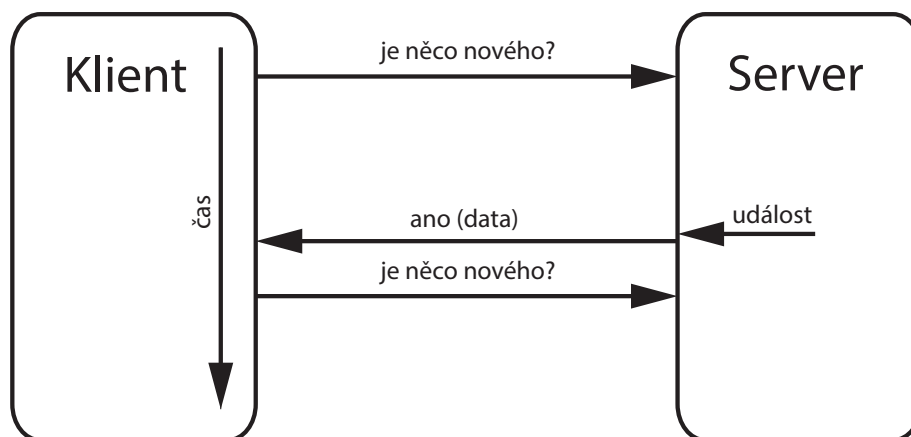 Klient
Server
je něco nového?
čas
ano (data)
událost
je něco nového?